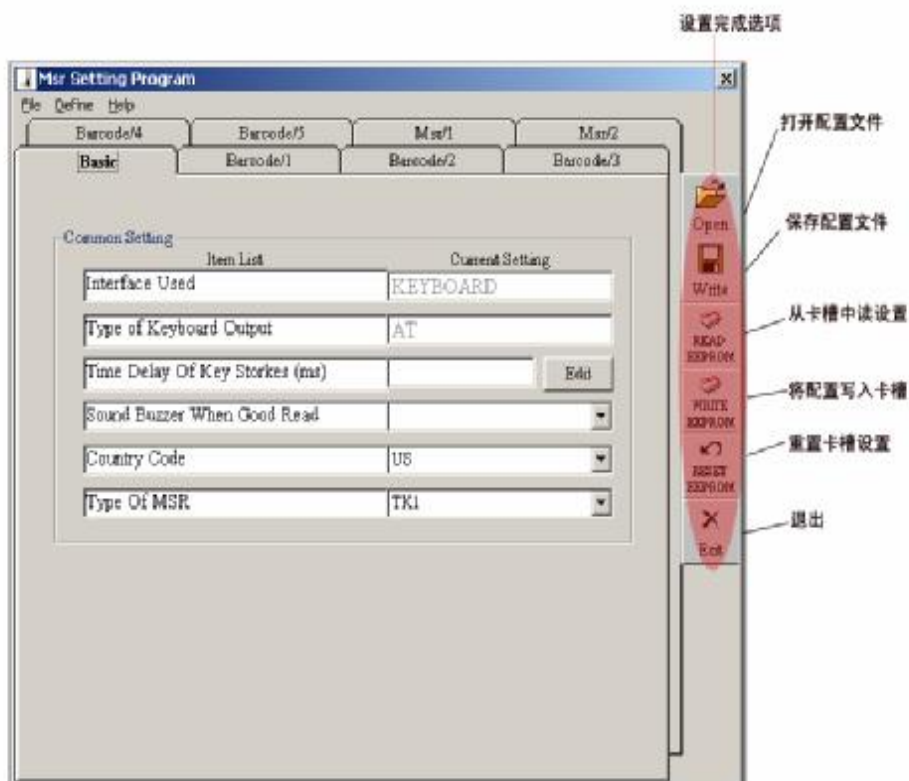 设置完成选项
Msr Setting Program
File Define Help
Barcode/4 Barcode/5 Msr/1 Msr/2
Basic Barcode/1 Barcode/2 Barcode/3
Common Setting
Item List Current Setting
Interface Used KEYBOARD
Type of Keyboard Output AT
Time Delay Of Key Storkes (ms) Edit
Sound Buzzer When Good Read
Country Code US
Type Of MSR TK1
Open
Write
READ
EEPROM
WRITE
EEPROM
RESET
EEPROM
Exit
打开配置文件
保存配置文件
从卡槽中读设置
将配置写入卡槽
重置卡槽设置
退出